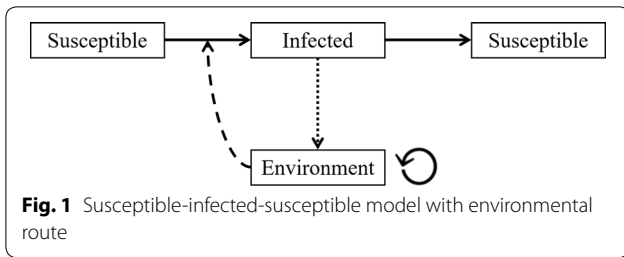 Susceptible Infected Susceptible
Environment
Fig. 1 Susceptible-infected-susceptible model with environmental
route